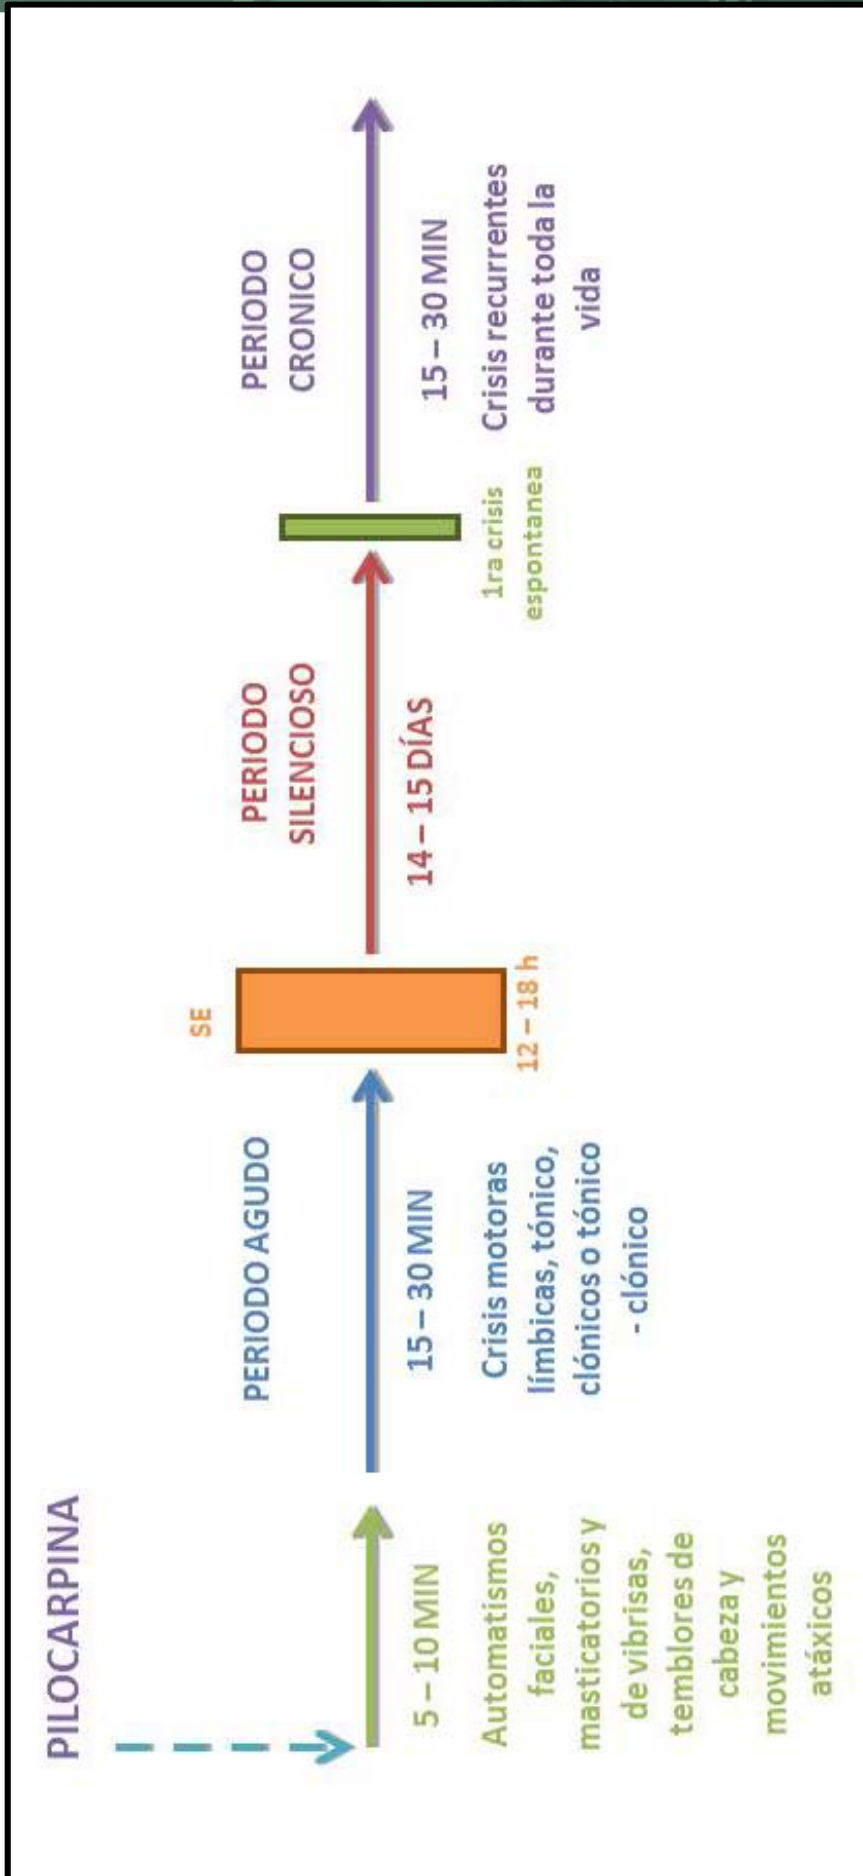 PILOCARPINA
5 – 10 MIN
Automatismos
faciales,
masticatorios y
de vibrisas,
temblores de
cabeza y
movimientos
atáxicos
PERIODO AGUDO
15 – 30 MIN
Crisis motoras
límbicas, tónico,
clónicos o tónico
- clónico
SE
12 – 18 h
PERIODO
SILENCIOSO
14 – 15 DÍAS
1ra crisis
espontanea
PERIODO
CRONICO
15 – 30 MIN
Crisis recurrentes
durante toda la
vida